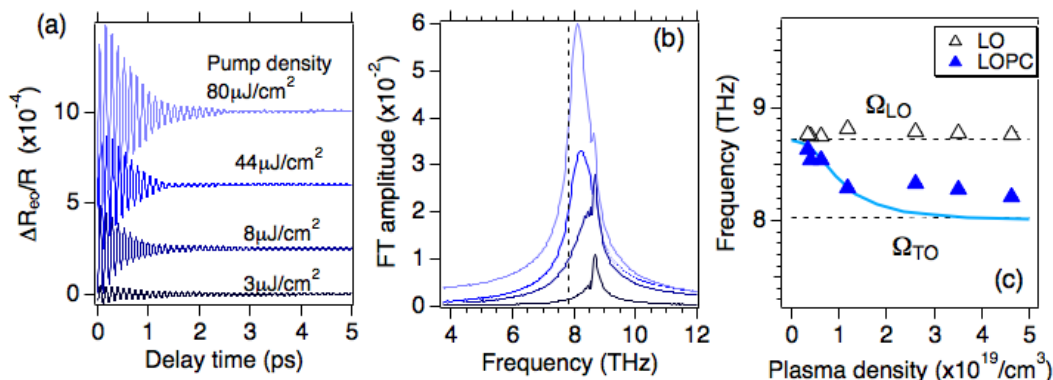 (a)
Pump density
80μJ/cm²
44μJ/cm²
8μJ/cm²
3μJ/cm²
10
5
0
ΔReo/R (x10⁻⁴)
0 1 2 3 4 5
Delay time (ps)
(b)
6
5
4
3
2
1
0
FT amplitude (x10⁻²)
4 6 8 10 12
Frequency (THz)
LO
LOPC
ΩLO
ΩTO
(c)
9
8
Frequency (THz)
0 1 2 3 4 5
Plasma density (x10¹⁹/cm³)